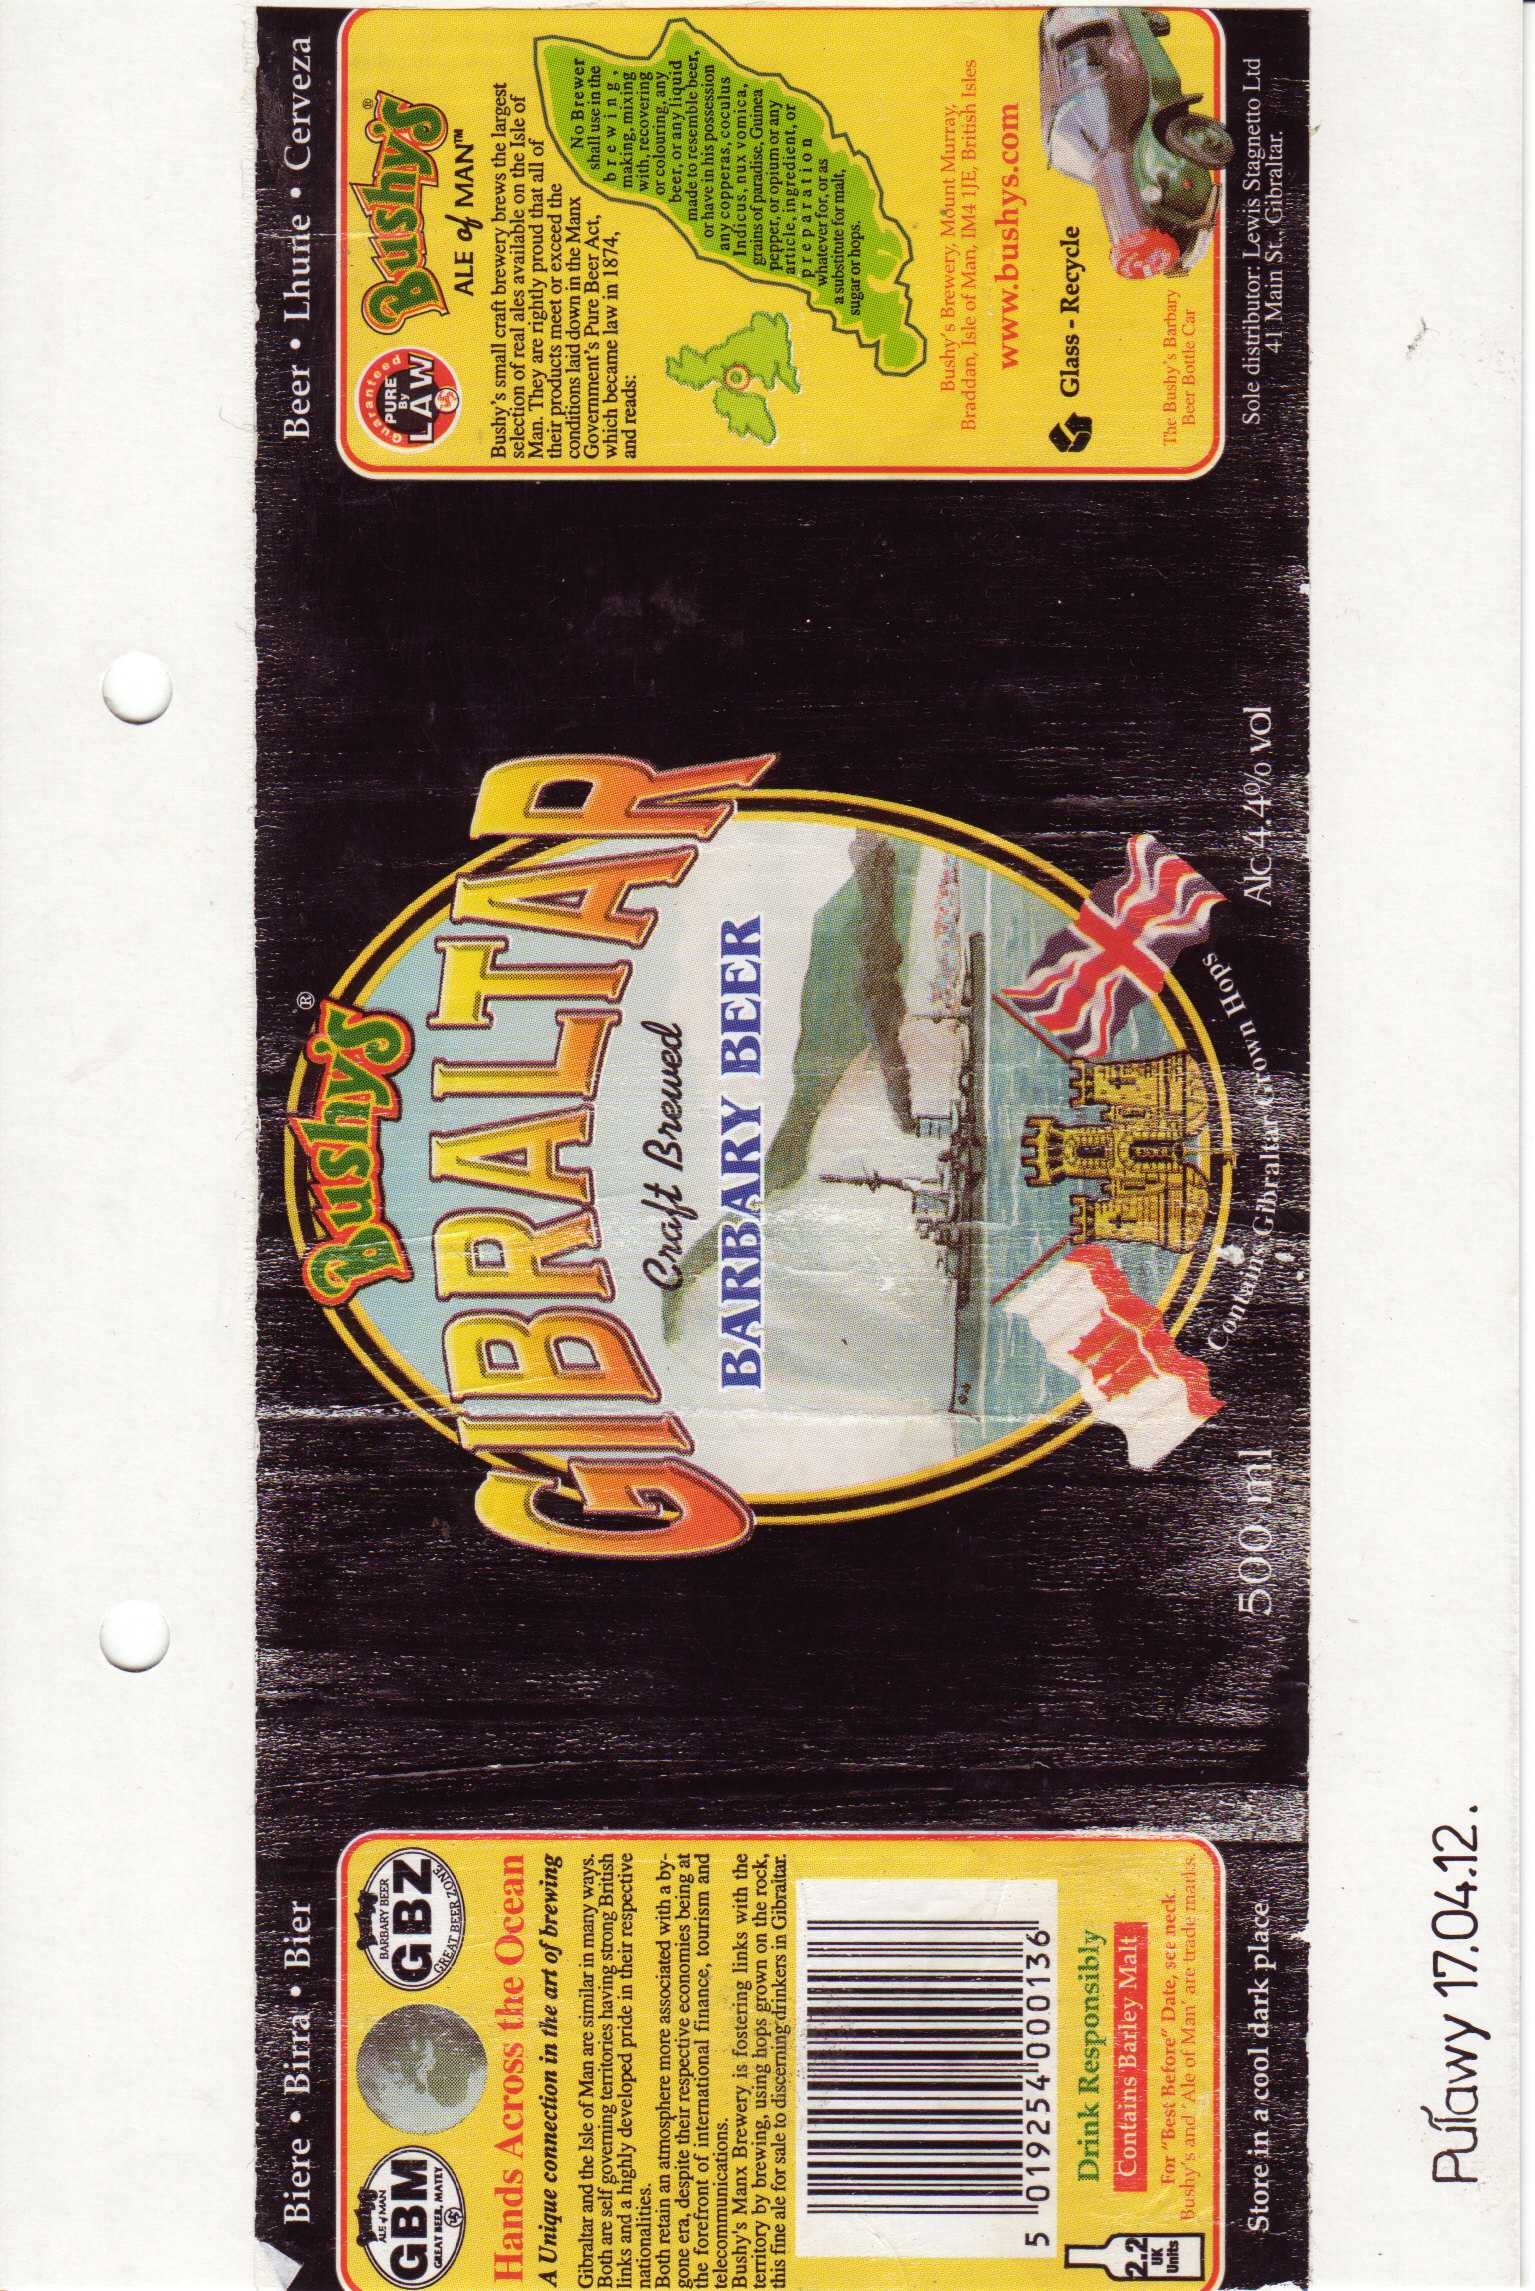 Biere • Birra • Bier
Bushy's
ALE of MAN
GBM
GREAT BEER, MATEY
Bushy's
BARBARY BEER
GBZ
GREAT BEER ZONE
Hands Across the Ocean
A Unique connection in the art of brewing
Gibraltar and the Isle of Man are similar in many ways.
Both are self governing territories having strong British
links and a highly developed pride in their respective
nationalities.
Both retain an atmosphere more associated with a by-
gone era, despite their respective economies being at
the forefront of international finance, tourism and
telecommunications.
Bushy's Manx Brewery is fostering links with the
territory by brewing, using hops grown on the rock,
this fine ale for sale to discerning drinkers in Gibraltar.
5 019254 000136
2.2
UK
Units
Drink Responsibly
Contains Barley Malt
For "Best Before" Date, see neck.
Bushy's and 'Ale of Man' are trade marks.
Store in a cool dark place
Bushy's®
GIBRALTAR
Craft Brewed
BARBARY BEER
Contains Gibraltar Grown Hops
500 ml
Alc 4.4% vol
Beer • Lhune • Cerveza
Guaranteed
PURE
By
LAW
Bushy's®
ALE of MAN™
Bushy's small craft brewery brews the largest
selection of real ales available on the Isle of
Man. They are rightly proud that all of
their products meet or exceed the
conditions laid down in the Manx
Government's Pure Beer Act,
which became law in 1874,
and reads:
No Brewer
shall use in the
brewing,
making, mixing
with, recovering
or colouring, any
beer, or any liquid
made to resemble beer,
or have in his possession
any copperas, coculus
Indicus, nux vomica,
grains of paradise, Guinea
pepper, or opium or any
article, ingredient, or
preparation
whatever for, or as
a substitute for malt,
sugar or hops.
Bushy's Brewery, Mount Murray,
Braddan, Isle of Man, IM4 1JE, British Isles
www.bushys.com
Glass - Recycle
The Bushy's Barbary
Beer Bottle Car
Sole distributor: Lewis Stagnetto Ltd
41 Main St., Gibraltar.
Puławy 17.04.12.